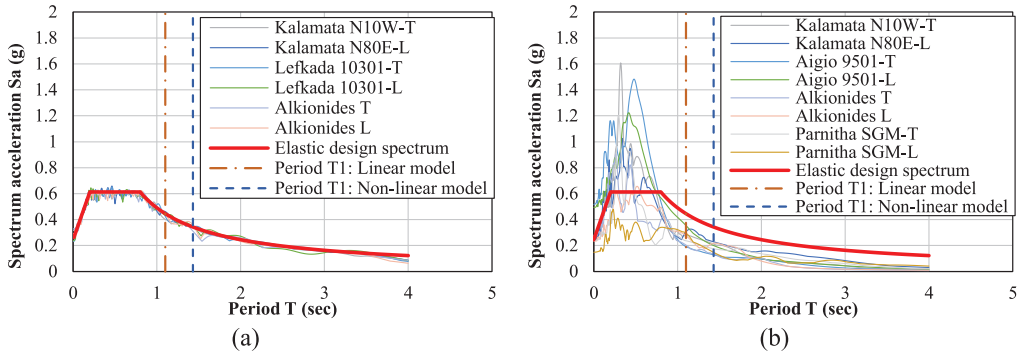 Spectrum acceleration Sa (g)
2
1.8
1.6
1.4
1.2
1
0.8
0.6
0.4
0.2
0
0
1
2
3
4
5
Period T (sec)
Kalamata N10W-T
Kalamata N80E-L
Lefkada 10301-T
Lefkada 10301-L
Alkionides T
Alkionides L
Elastic design spectrum
Period T1: Linear model
Period T1: Non-linear model
(a)
Spectrum acceleration Sa (g)
2
1.8
1.6
1.4
1.2
1
0.8
0.6
0.4
0.2
0
0
1
2
3
4
5
Period T (sec)
Kalamata N10W-T
Kalamata N80E-L
Aigio 9501-T
Aigio 9501-L
Alkionides T
Alkionides L
Parnitha SGM-T
Parnitha SGM-L
Elastic design spectrum
Period T1: Linear model
Period T1: Non-linear model
(b)